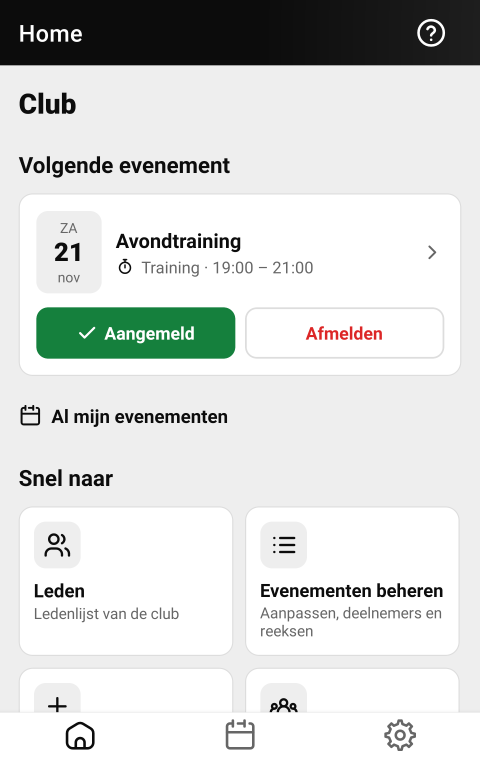 Home
Club
Volgende evenement
ZA
21
nov
Avondtraining
Training · 19:00 – 21:00
Aangemeld
Afmelden
Al mijn evenementen
Snel naar
Leden
Ledenlijst van de club
Evenementen beheren
Aanpassen, deelnemers en
reeksen